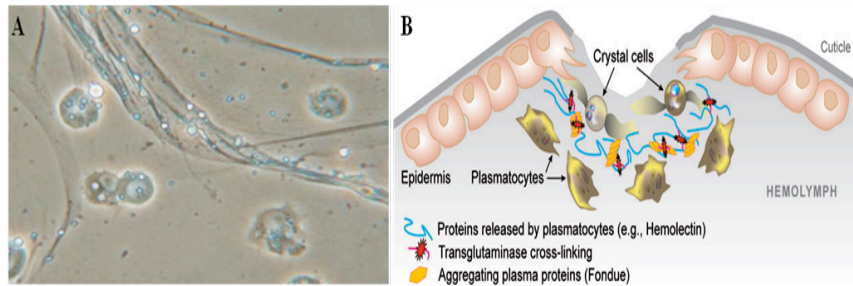 A
B
Crystal cells
Cuticle
Epidermis
Plasmatocytes
HEMOLYMPH
Proteins released by plasmatocytes (e.g., Hemolectin)
Transglutaminase cross-linking
Aggregating plasma proteins (Fondue)